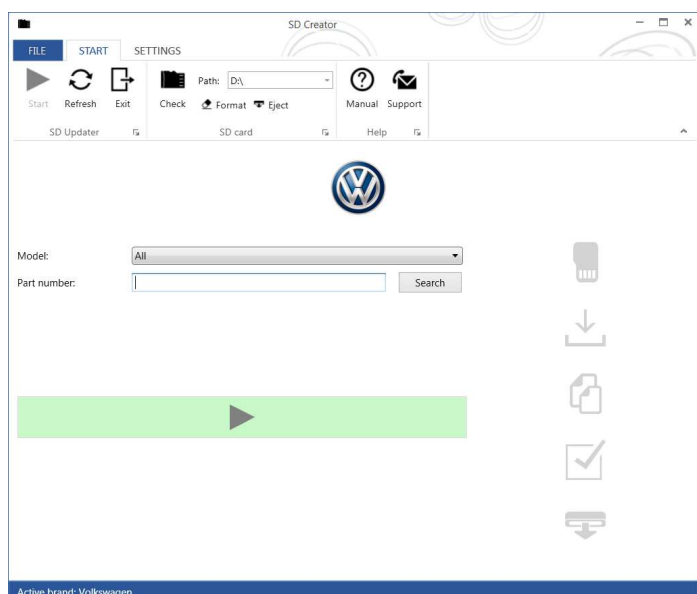 SD Creator
FILE START SETTINGS
Path: D:\
Start Refresh Exit Check Format Eject Manual Support
SD Updater SD card Help
Model: All
Part number: Search
Active brand: Volkswagen